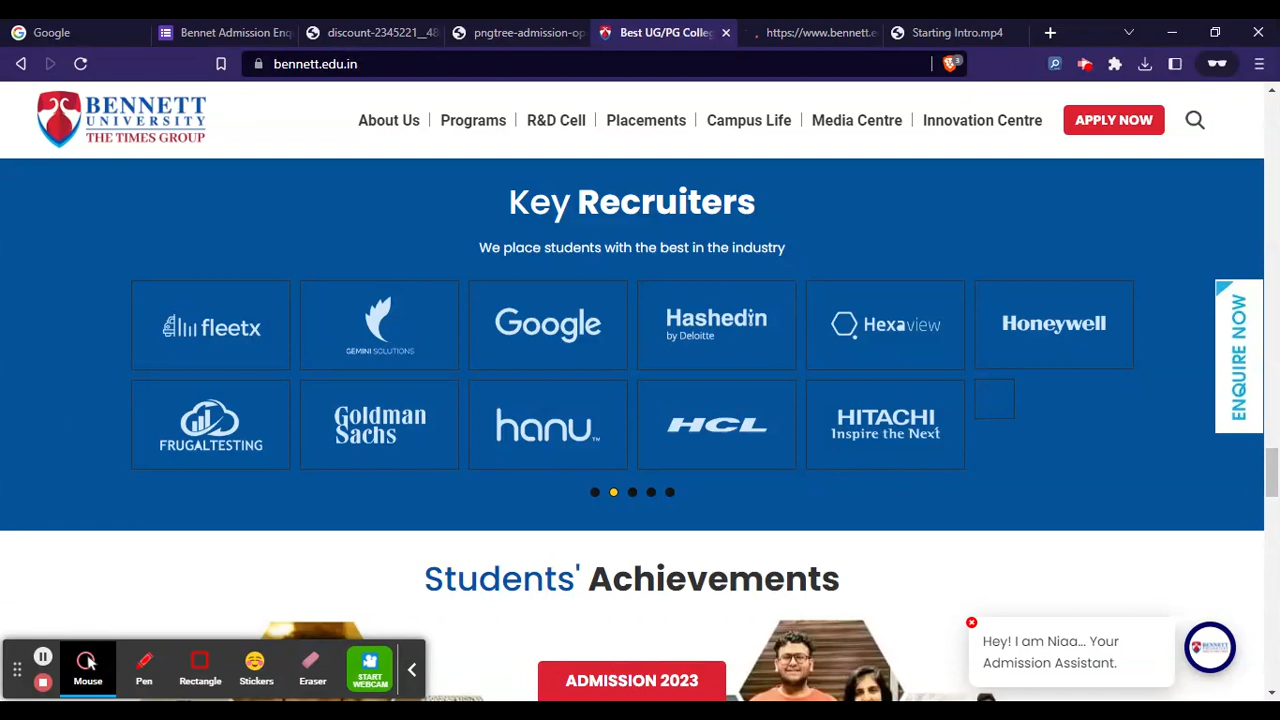 Google
Bennet Admission Enq
discount-2345221__48
pngtree-admission-op
Best UG/PG Colleg
https://www.bennett.e
Starting Intro.mp4
bennett.edu.in
3
BENNETT
UNIVERSITY
THE TIMES GROUP
About Us
Programs
R&D Cell
Placements
Campus Life
Media Centre
Innovation Centre
APPLY NOW
Key Recruiters
We place students with the best in the industry
fleetx
GEMINI SOLUTIONS
Google
Hashedin
by Deloitte
Hexaview
Honeywell
FRUGALTESTING
Goldman
Sachs
hanu™
HCL
HITACHI
Inspire the Next
ENQUIRE NOW
Students' Achievements
ADMISSION 2023
Hey! I am Niaa... Your
Admission Assistant.
BENNETT
Mouse
Pen
Rectangle
Stickers
Eraser
START
WEBCAM